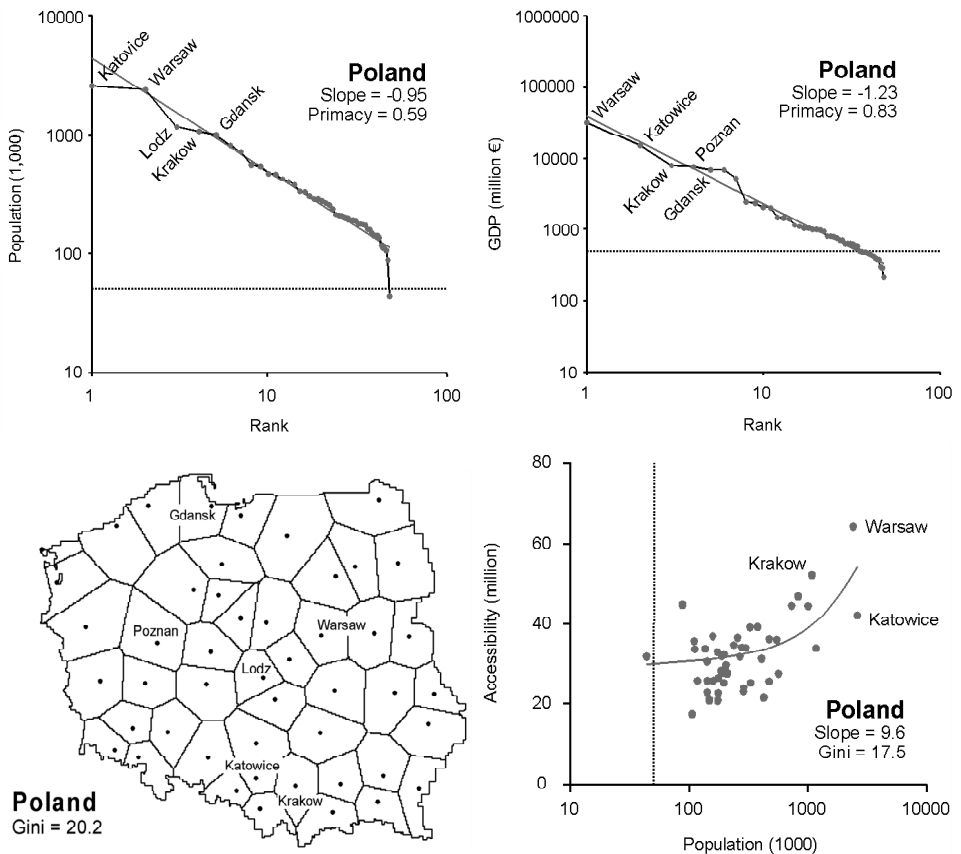 10000
1000
100
10
Population (1,000)
Katovice
Warsaw
Lodz
Krakow
Gdansk
Poland
Slope = -0.95
Primacy = 0.59
1
10
100
Rank
1000000
100000
10000
1000
100
10
1
GDP (million €)
Warsaw
Katowice
Krakow
Poznan
Gdansk
Poland
Slope = -1.23
Primacy = 0.83
1
10
100
Rank
Gdansk
Poznan
Warsaw
Lodz
Katowice
Krakow
Poland
Gini = 20.2
80
60
40
20
0
Accessibility (million)
Warsaw
Krakow
Katowice
Poland
Slope = 9.6
Gini = 17.5
10
100
1000
10000
Population (1000)